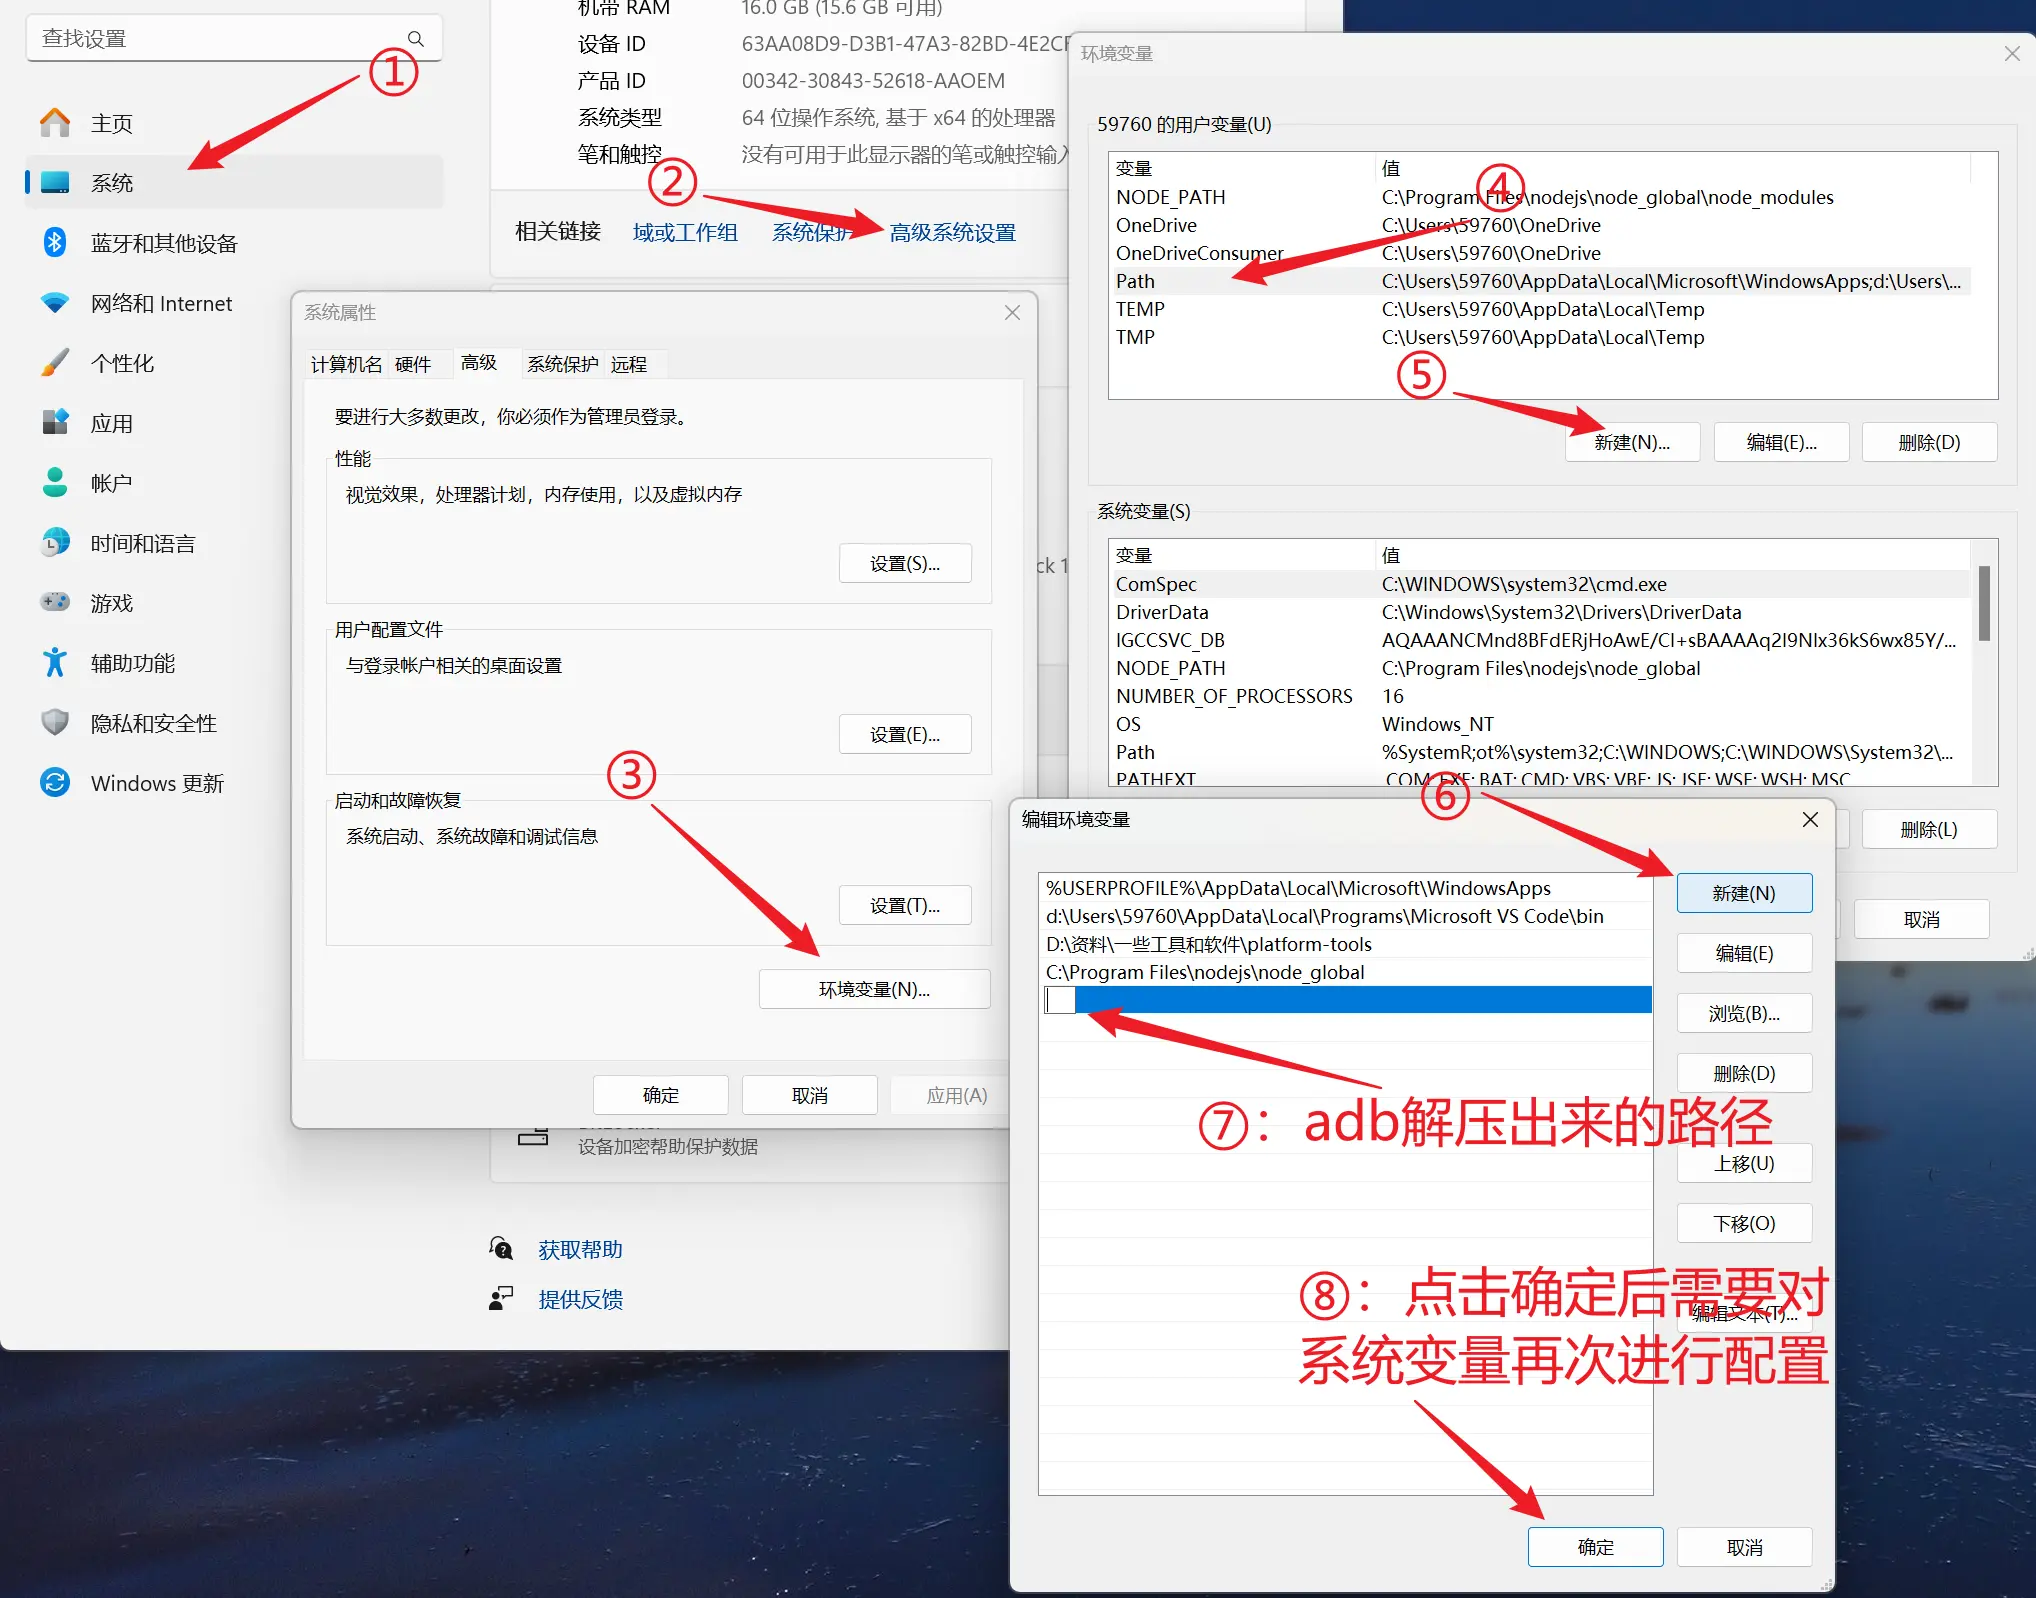 查找设置
①
主页
系统
蓝牙和其他设备
网络和 Internet
个性化
应用
帐户
时间和语言
游戏
辅助功能
隐私和安全性
Windows 更新
机带 RAM 16.0 GB (15.6 GB 可用)
设备 ID 63AA08D9-D3B1-47A3-82BD-4E2CF
产品 ID 00342-30843-52618-AAOEM
系统类型 64 位操作系统, 基于 x64 的处理器
笔和触控 没有可用于此显示器的笔或触控输入
②
相关链接 域或工作组 系统保护 高级系统设置
系统属性
计算机名 硬件 高级 系统保护 远程
要进行大多数更改，你必须作为管理员登录。
性能
视觉效果，处理器计划，内存使用，以及虚拟内存
设置(S)...
用户配置文件
与登录帐户相关的桌面设置
设置(E)...
③
启动和故障恢复
系统启动、系统故障和调试信息
设置(T)...
环境变量(N)...
确定 取消 应用(A)
设备加密帮助保护数据
获取帮助
提供反馈
ck 1
环境变量
59760 的用户变量(U)
变量 值
④
NODE_PATH C:\Program Files\nodejs\node_global\node_modules
OneDrive C:\Users\59760\OneDrive
OneDriveConsumer C:\Users\59760\OneDrive
Path C:\Users\59760\AppData\Local\Microsoft\WindowsApps;d:\Users\...
TEMP C:\Users\59760\AppData\Local\Temp
TMP C:\Users\59760\AppData\Local\Temp
⑤
新建(N)... 编辑(E)... 删除(D)
系统变量(S)
变量 值
ComSpec C:\WINDOWS\system32\cmd.exe
DriverData C:\Windows\System32\Drivers\DriverData
IGCCSVC_DB AQAAANCMnd8BFdERjHoAwE/Cl+sBAAAAq2I9NIx36kS6wx85Y/...
NODE_PATH C:\Program Files\nodejs\node_global
NUMBER_OF_PROCESSORS 16
OS Windows_NT
Path %SystemR;ot%\system32;C:\WINDOWS;C:\WINDOWS\System32\...
PATHEXT .COM;.EXE;.BAT;.CMD;.VBS;.VBE;.JS;.JSE;.WSF;.WSH;.MSC
⑥
删除(L)
取消
编辑环境变量
%USERPROFILE%\AppData\Local\Microsoft\WindowsApps
d:\Users\59760\AppData\Local\Programs\Microsoft VS Code\bin
D:\资料\一些工具和软件\platform-tools
C:\Program Files\nodejs\node_global
新建(N)
编辑(E)
浏览(B)...
删除(D)
⑦：adb解压出来的路径
上移(U)
下移(O)
⑧：点击确定后需要对
编辑文本(T)...
系统变量再次进行配置
确定 取消